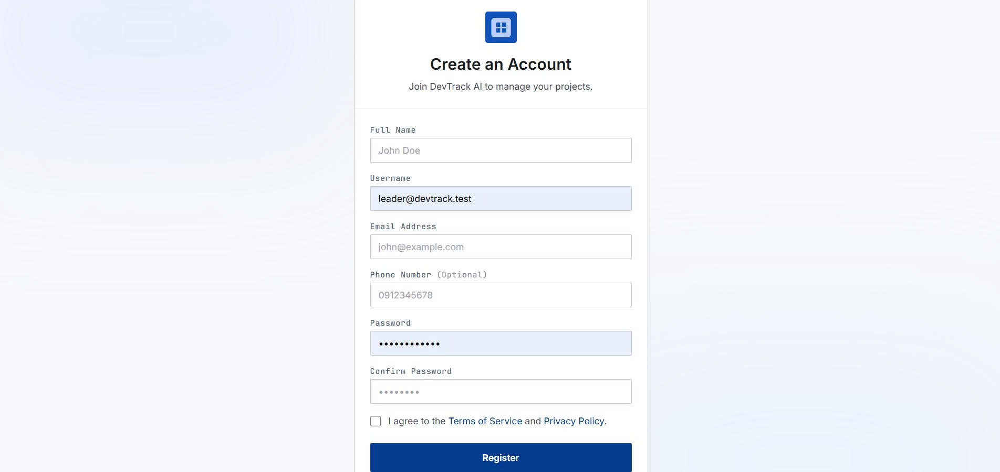 Create an Account
Join DevTrack AI to manage your projects.
Full Name
John Doe
Username
leader@devtrack.test
Email Address
john@example.com
Phone Number (Optional)
0912345678
Password
••••••••••••
Confirm Password
••••••••
I agree to the Terms of Service and Privacy Policy.
Register